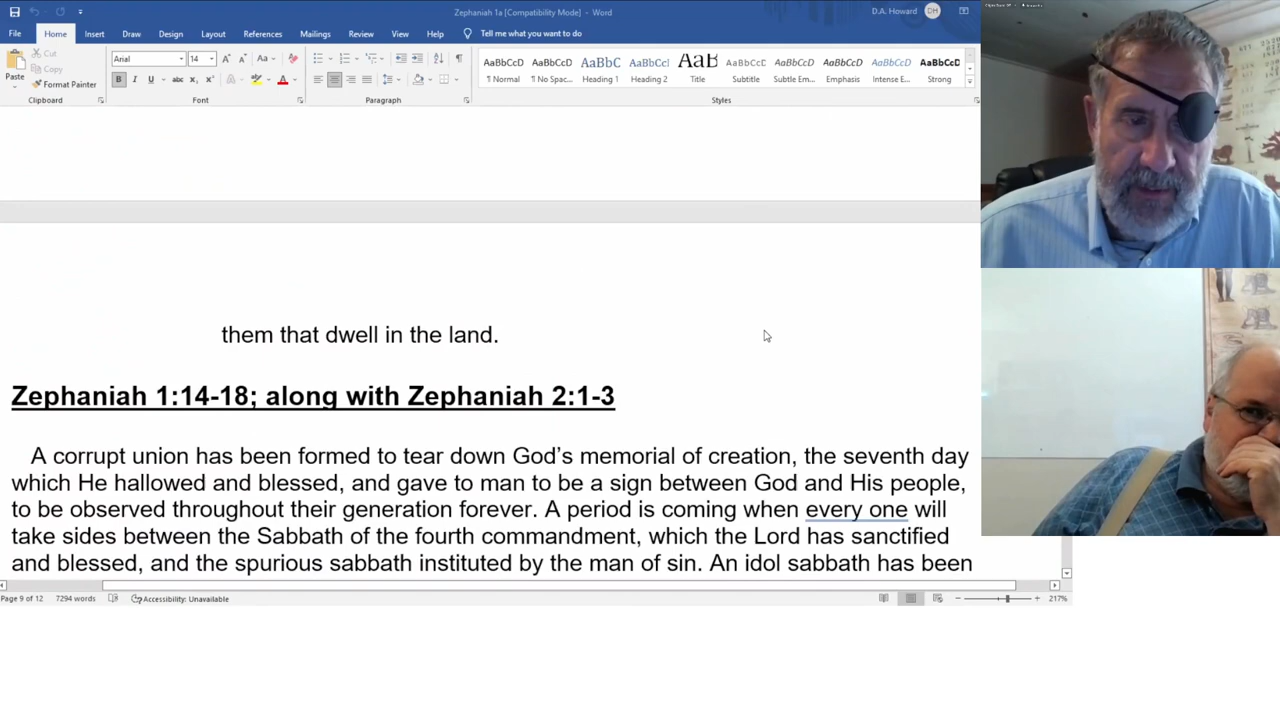 Zephaniah 1a [Compatibility Mode] - Word
D.A. Howard
DH
File Home Insert Draw Design Layout References Mailings Review View Help Tell me what you want to do
Paste
Cut
Copy
Format Painter
Clipboard
Arial 14
Font
Paragraph
AaBbCcD AaBbCcD AaBbC AaBbCcI AaB AaBbCcD AaBbCcD AaBbCcD AaBbCcD AaBbCcD
¶ Normal ¶ No Spac... Heading 1 Heading 2 Title Subtitle Subtle Em... Emphasis Intense E... Strong
Styles
them that dwell in the land.
Zephaniah 1:14-18; along with Zephaniah 2:1-3
A corrupt union has been formed to tear down God’s memorial of creation, the seventh day
which He hallowed and blessed, and gave to man to be a sign between God and His people,
to be observed throughout their generation forever. A period is coming when every one will
take sides between the Sabbath of the fourth commandment, which the Lord has sanctified
and blessed, and the spurious sabbath instituted by the man of sin. An idol sabbath has been
Page 9 of 12 7294 words Accessibility: Unavailable 217%